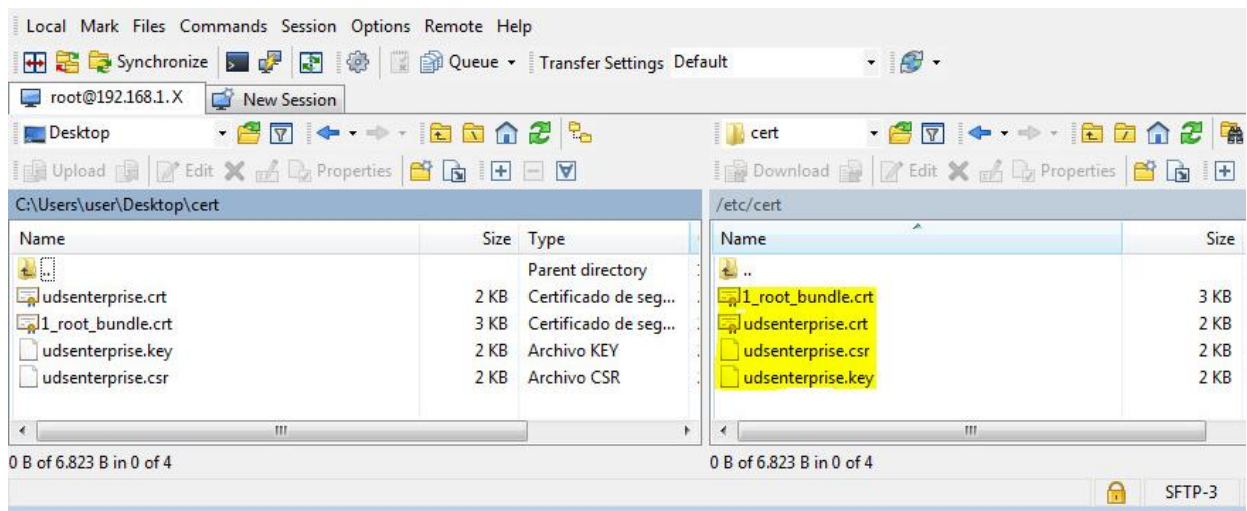 Local Mark Files Commands Session Options Remote Help
Synchronize Queue Transfer Settings Default
root@192.168.1.X New Session
Desktop cert
Upload Edit Properties Download Edit Properties
C:\Users\user\Desktop\cert /etc/cert
Name Size Type Name Size
.. Parent directory ..
udsenterprise.crt 2 KB Certificado de seg... 1_root_bundle.crt 3 KB
1_root_bundle.crt 3 KB Certificado de seg... udsenterprise.crt 2 KB
udsenterprise.key 2 KB Archivo KEY udsenterprise.csr 2 KB
udsenterprise.csr 2 KB Archivo CSR udsenterprise.key 2 KB
0 B of 6.823 B in 0 of 4 0 B of 6.823 B in 0 of 4
SFTP-3